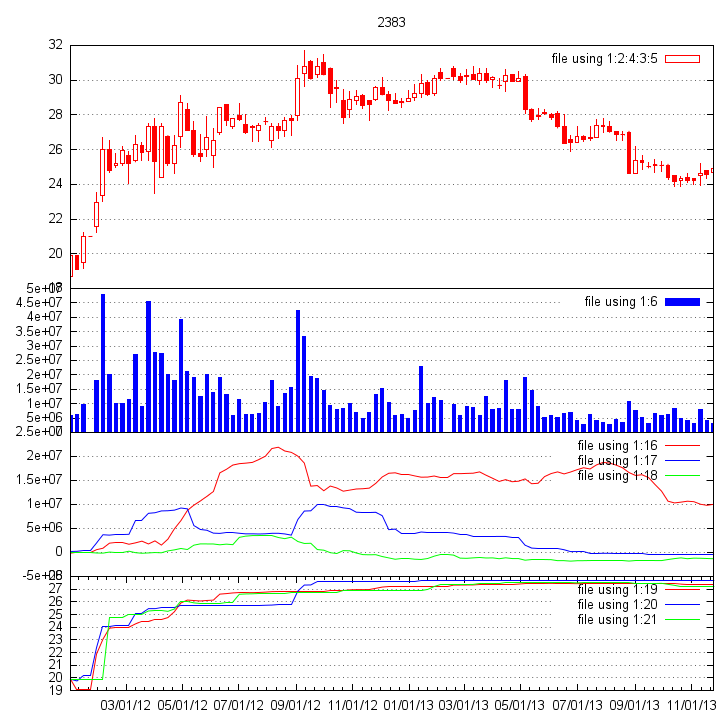 2383
32
file using 1:2:4:3:5
30
28
26
24
22
20
18
5e+07
file using 1:6
4.5e+07
4e+07
3.5e+07
3e+07
2.5e+07
2e+07
1.5e+07
1e+07
5e+06
0
2.5e+07
file using 1:16
2e+07
file using 1:17
file using 1:18
1.5e+07
1e+07
5e+06
0
-5e+06
28
27
file using 1:19
26
file using 1:20
25
file using 1:21
24
23
22
21
20
19
03/01/12 05/01/12 07/01/12 09/01/12 11/01/12 01/01/13 03/01/13 05/01/13 07/01/13 09/01/13 11/01/13